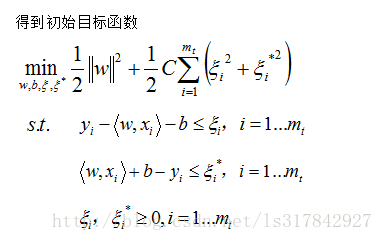 得到初始目标函数
min_{w,b,ξ,ξ*} 1/2 ||w||² + 1/2 C ∑_{i=1}^{m_t} (ξ_i² + ξ_i*²)
s.t. y_i − ⟨w, x_i⟩ − b ≤ ξ_i, i = 1...m_t
⟨w, x_i⟩ + b − y_i ≤ ξ_i*, i = 1...m_t
ξ_i, ξ_i* ≥ 0, i = 1...m_t
http://blog.csdn.net/ls317842927